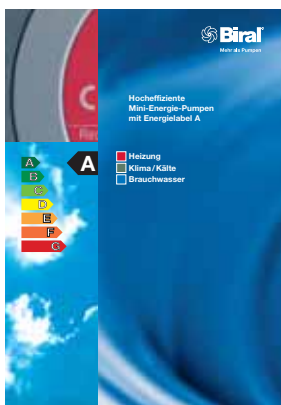 Biral
Mehr als Pumpen
Hocheffiziente
Mini-Energie-Pumpen
mit Energielabel A
Heizung
Klima/Kälte
Brauchwasser
A
A
B
C
D
E
F
G